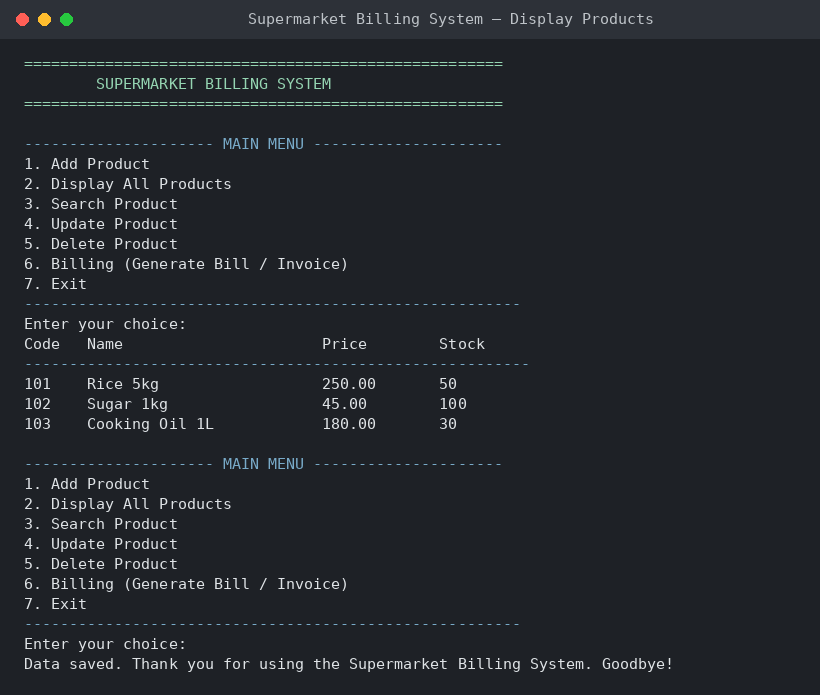 Supermarket Billing System — Display Products
=====================================================
SUPERMARKET BILLING SYSTEM
=====================================================
--------------------- MAIN MENU ---------------------
1. Add Product
2. Display All Products
3. Search Product
4. Update Product
5. Delete Product
6. Billing (Generate Bill / Invoice)
7. Exit
-------------------------------------------------------
Enter your choice:
Code   Name                      Price        Stock
--------------------------------------------------------
101    Rice 5kg                  250.00       50
102    Sugar 1kg                 45.00        100
103    Cooking Oil 1L            180.00       30
--------------------- MAIN MENU ---------------------
1. Add Product
2. Display All Products
3. Search Product
4. Update Product
5. Delete Product
6. Billing (Generate Bill / Invoice)
7. Exit
-------------------------------------------------------
Enter your choice:
Data saved. Thank you for using the Supermarket Billing System. Goodbye!